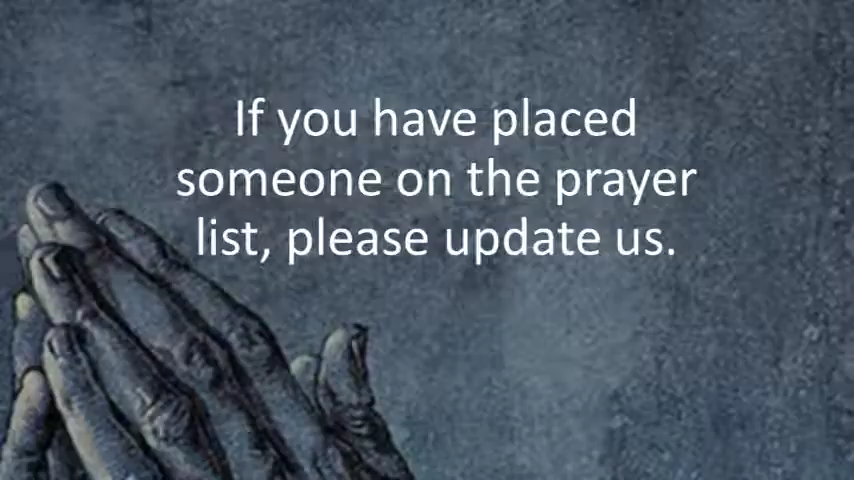 If you have placed
someone on the prayer
list, please update us.